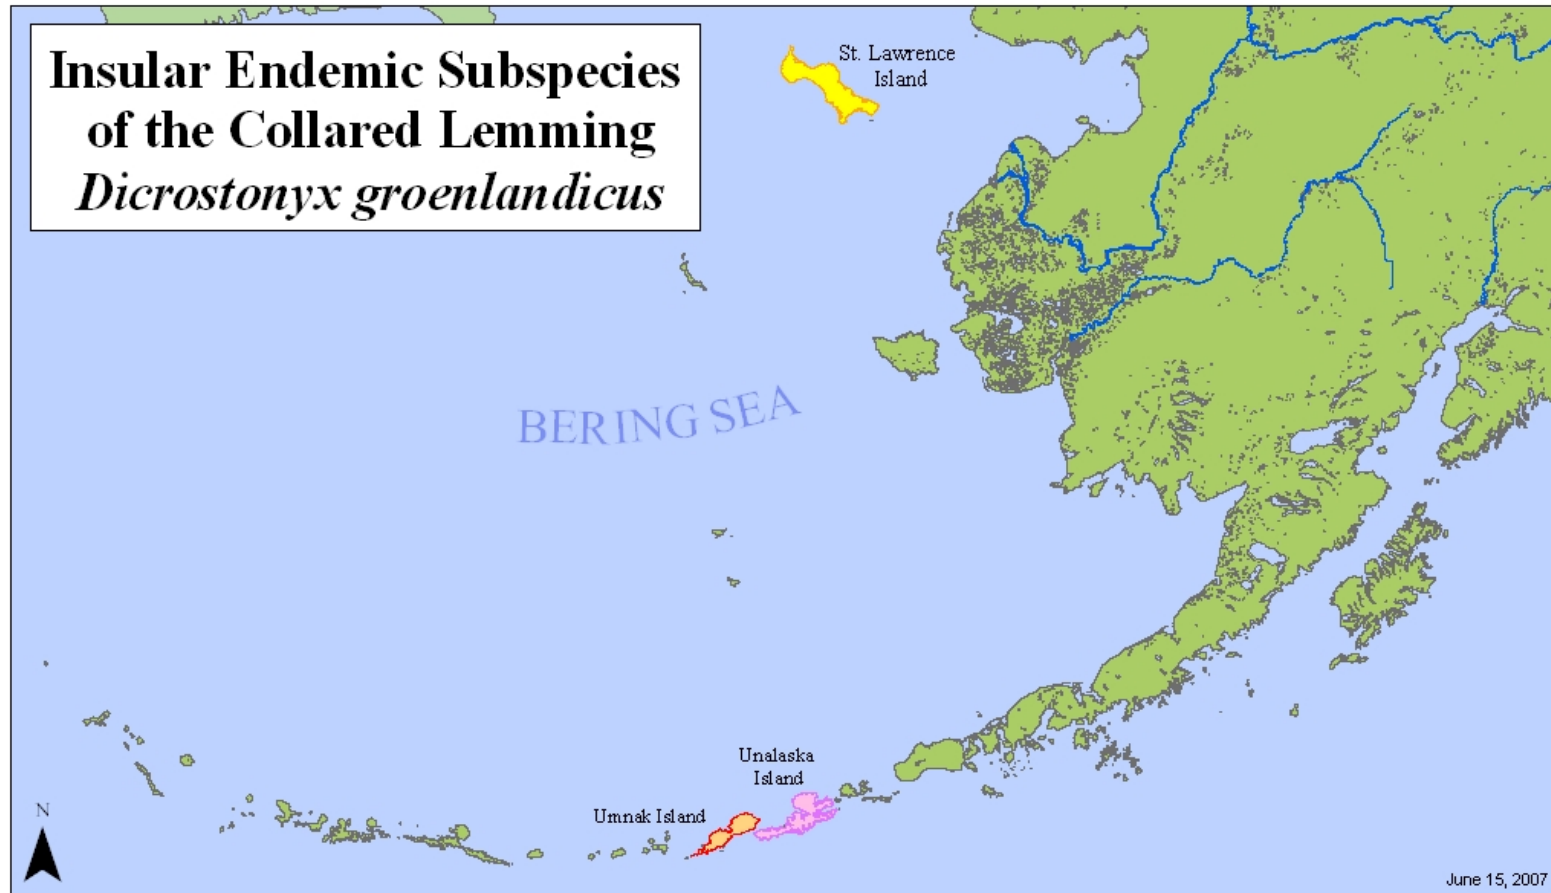 Insular Endemic Subspecies
of the Collared Lemming
Dicrostonyx groenlandicus
St. Lawrence
Island
BERING SEA
Unalaska
Island
Umnak Island
N
June 15, 2007